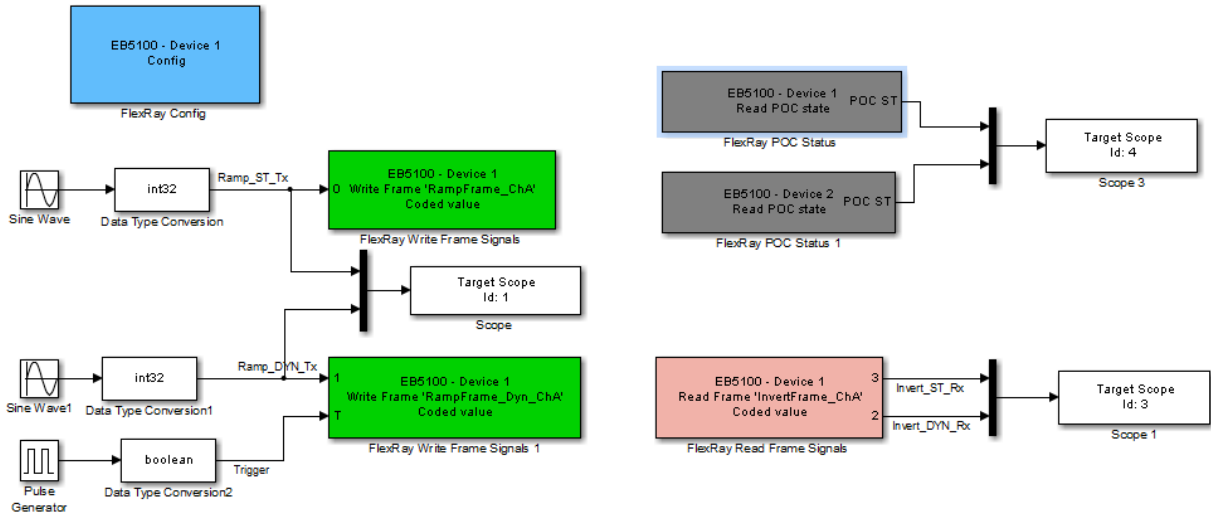 EB5100 - Device 1
Config
FlexRay Config
Sine Wave
int32
Data Type Conversion
Ramp_ST_Tx
0
EB5100 - Device 1
Write Frame 'RampFrame_ChA'
Coded value
FlexRay Write Frame Signals
Target Scope
Id: 1
Scope
Sine Wave1
int32
Data Type Conversion1
Ramp_DYN_Tx
1
T
EB5100 - Device 1
Write Frame 'RampFrame_Dyn_ChA'
Coded value
FlexRay Write Frame Signals 1
Pulse
Generator
boolean
Data Type Conversion2
Trigger
EB5100 - Device 1
Read POC state
POC ST
FlexRay POC Status
EB5100 - Device 2
Read POC state
POC ST
FlexRay POC Status 1
Target Scope
Id: 4
Scope 3
EB5100 - Device 1
Read Frame 'InvertFrame_ChA'
Coded value
3
2
FlexRay Read Frame Signals
Invert_ST_Rx
Invert_DYN_Rx
Target Scope
Id: 3
Scope 1